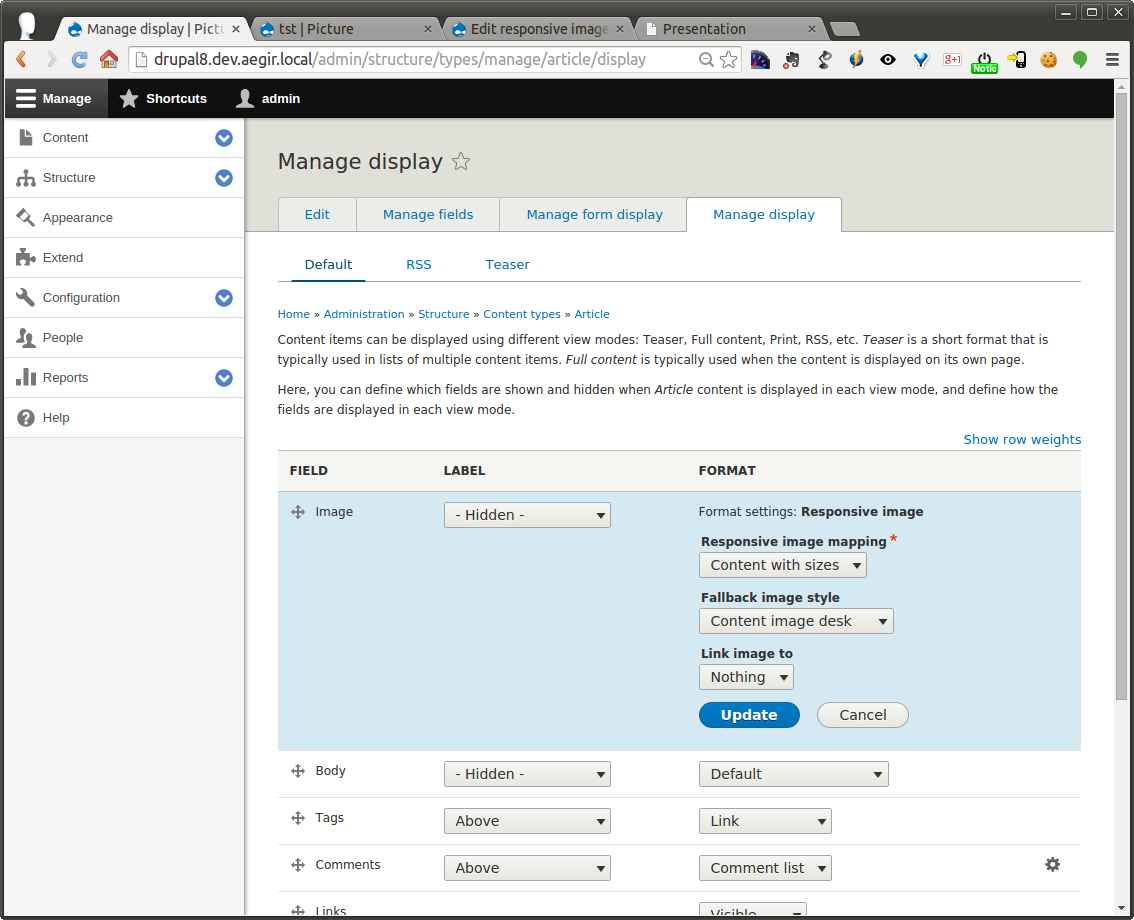 Manage display | Pictu
tst | Picture
Edit responsive image
Presentation
drupal8.dev.aegir.local/admin/structure/types/manage/article/display
g+1
Notic
Manage
Shortcuts
admin
Content
Structure
Appearance
Extend
Configuration
People
Reports
Help
Manage display
Edit
Manage fields
Manage form display
Manage display
Default
RSS
Teaser
Home » Administration » Structure » Content types » Article
Content items can be displayed using different view modes: Teaser, Full content, Print, RSS, etc. Teaser is a short format that is
typically used in lists of multiple content items. Full content is typically used when the content is displayed on its own page.
Here, you can define which fields are shown and hidden when Article content is displayed in each view mode, and define how the
fields are displayed in each view mode.
Show row weights
FIELD LABEL FORMAT
Image - Hidden - Format settings: Responsive image
Responsive image mapping *
Content with sizes
Fallback image style
Content image desk
Link image to
Nothing
Update Cancel
Body - Hidden - Default
Tags Above Link
Comments Above Comment list
Links Visible